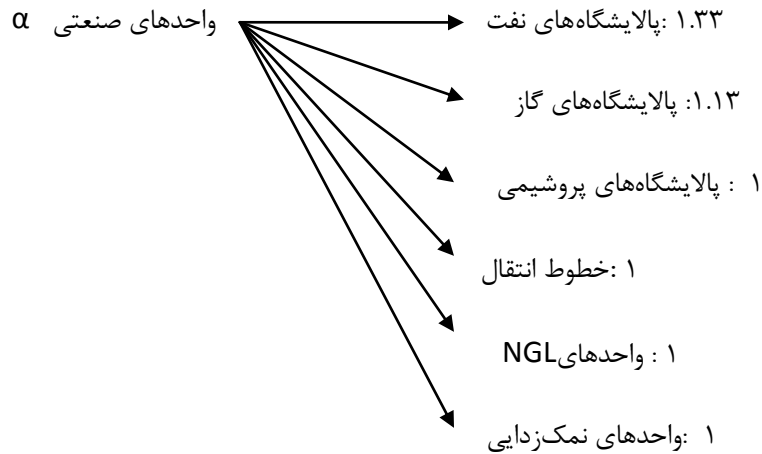 واحدهای صنعتی α
پالایشگاه‌های نفت: ۱.۳۳
پالایشگاه‌های گاز :۱.۱۳
پالایشگاه‌های پروشیمی : ۱
خطوط انتقال: ۱
واحدهایNGL : ۱
واحدهای نمک‌زدایی: ۱